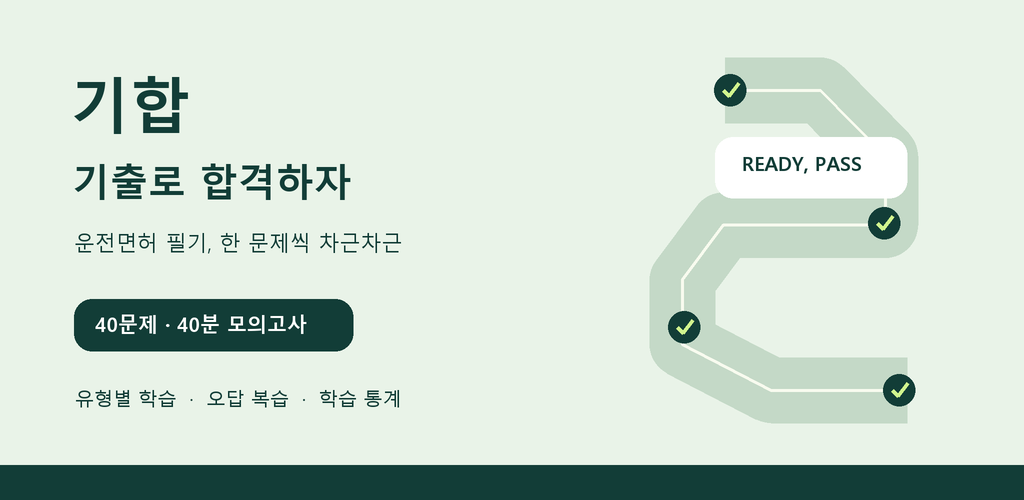 기합
기출로 합격하자
운전면허 필기, 한 문제씩 차근차근
40문제 · 40분 모의고사
유형별 학습 · 오답 복습 · 학습 통계
READY, PASS